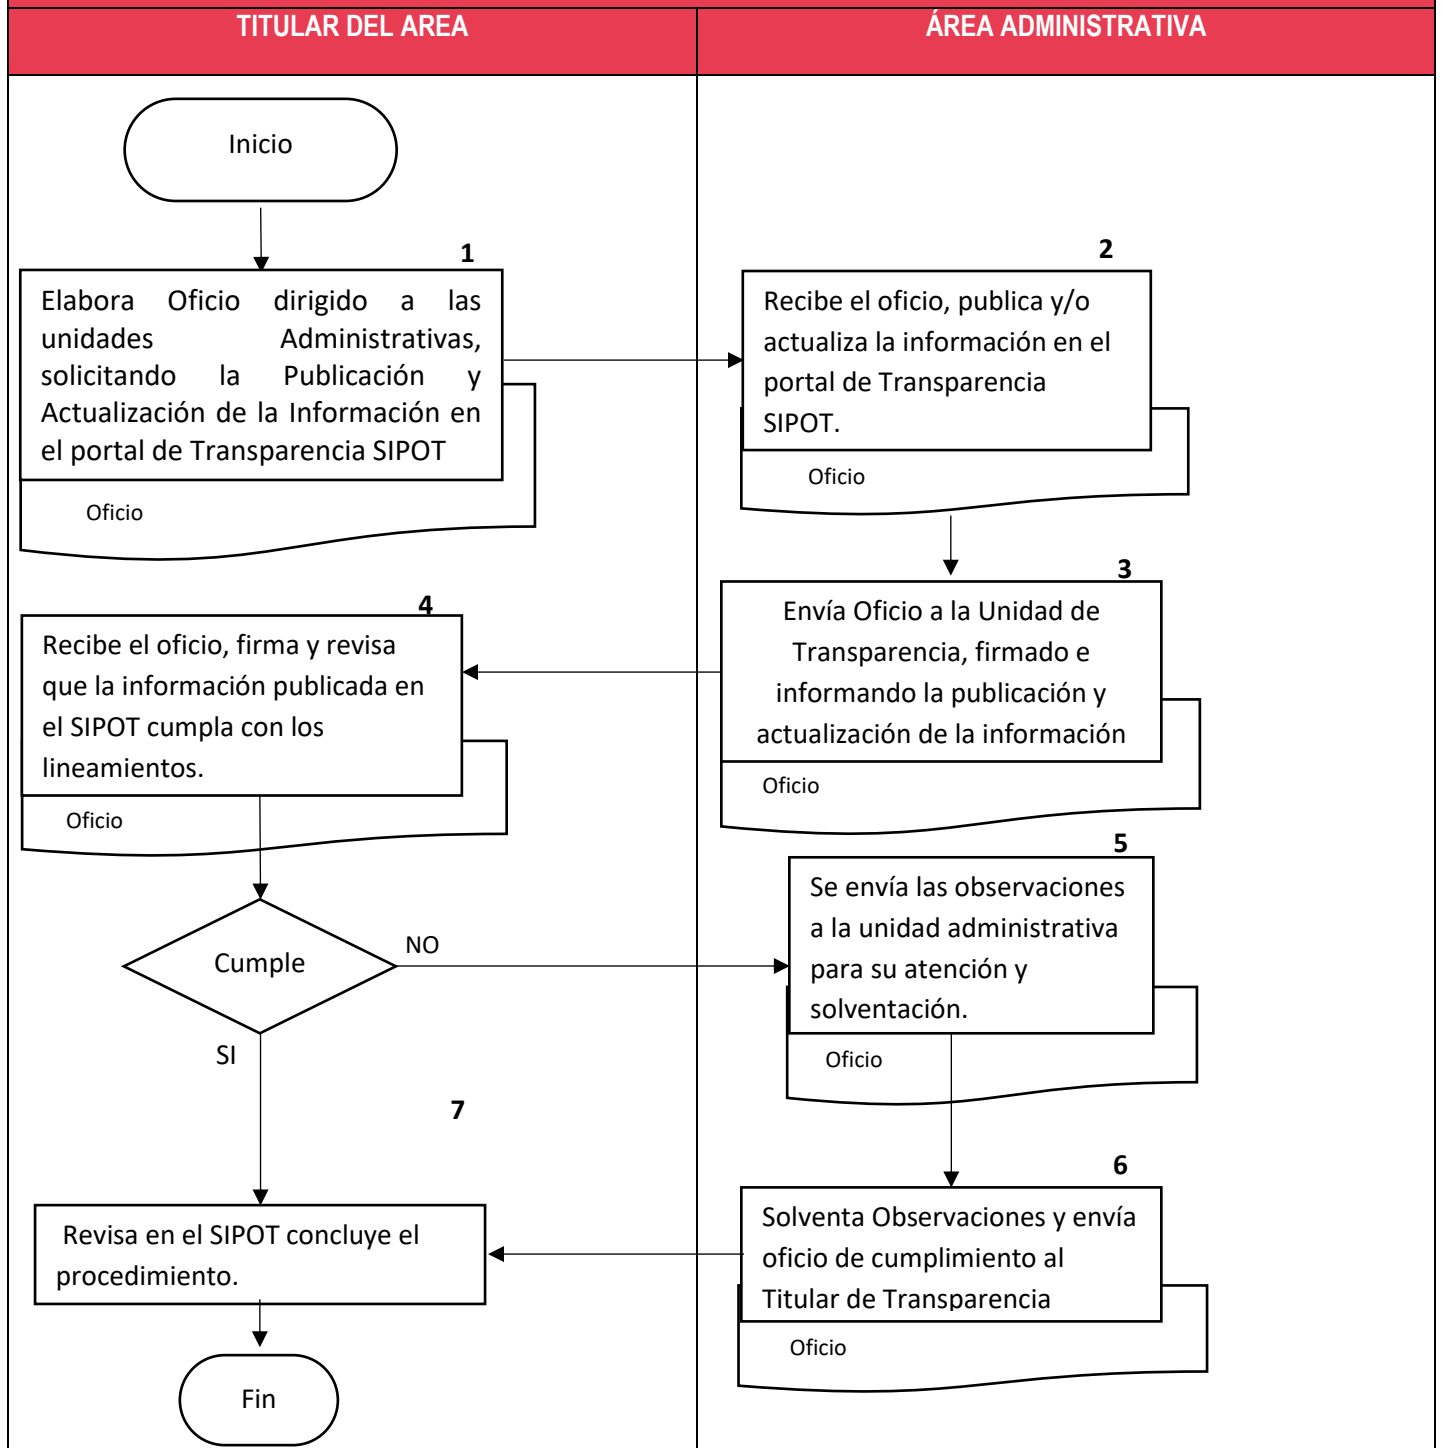 TITULAR DEL AREA
ÁREA ADMINISTRATIVA
Inicio
1
Elabora Oficio dirigido a las
unidades Administrativas,
solicitando la Publicación y
Actualización de la Información en
el portal de Transparencia SIPOT
Oficio
2
Recibe el oficio, publica y/o
actualiza la información en el
portal de Transparencia
SIPOT.
Oficio
3
Envía Oficio a la Unidad de
Transparencia, firmado e
informando la publicación y
actualización de la información
Oficio
4
Recibe el oficio, firma y revisa
que la información publicada en
el SIPOT cumpla con los
lineamientos.
Oficio
Cumple
NO
SI
5
Se envía las observaciones
a la unidad administrativa
para su atención y
solventación.
Oficio
6
Solventa Observaciones y envía
oficio de cumplimiento al
Titular de Transparencia
Oficio
7
Revisa en el SIPOT concluye el
procedimiento.
Fin